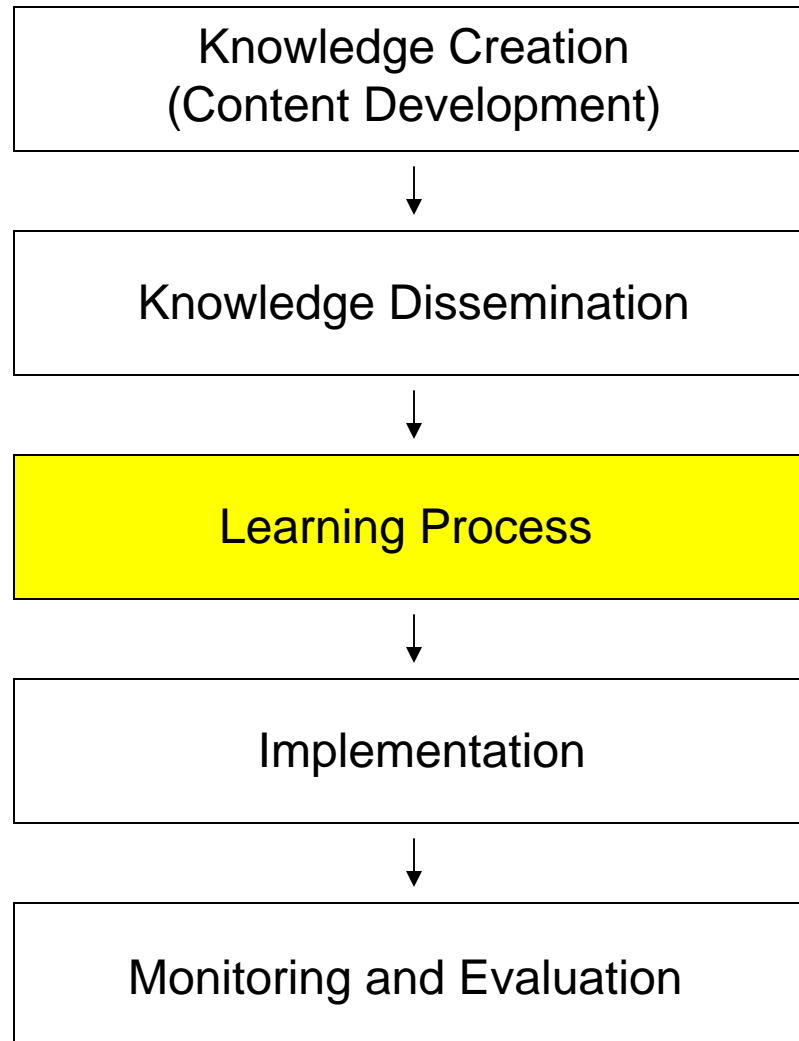 Knowledge Creation
(Content Development)
Knowledge Dissemination
Learning Process
Implementation
Monitoring and Evaluation